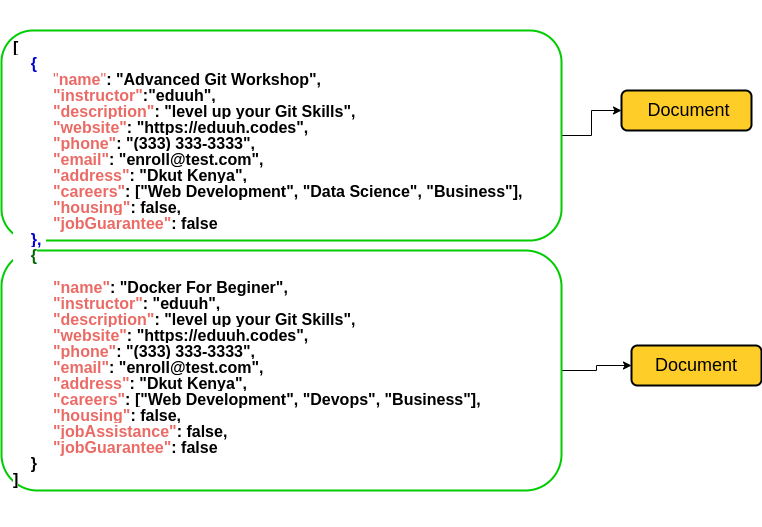 [
{
"name": "Advanced Git Workshop",
"instructor":"eduuh",
"description": "level up your Git Skills",
"website": "https://eduuh.codes",
"phone": "(333) 333-3333",
"email": "enroll@test.com",
"address": "Dkut Kenya",
"careers": ["Web Development", "Data Science", "Business"],
"housing": false,
"jobGuarantee": false
},
{
"name": "Docker For Beginer",
"instructor": "eduuh",
"description": "level up your Git Skills",
"website": "https://eduuh.codes",
"phone": "(333) 333-3333",
"email": "enroll@test.com",
"address": "Dkut Kenya",
"careers": ["Web Development", "Devops", "Business"],
"housing": false,
"jobAssistance": false,
"jobGuarantee": false
}
]
Document
Document